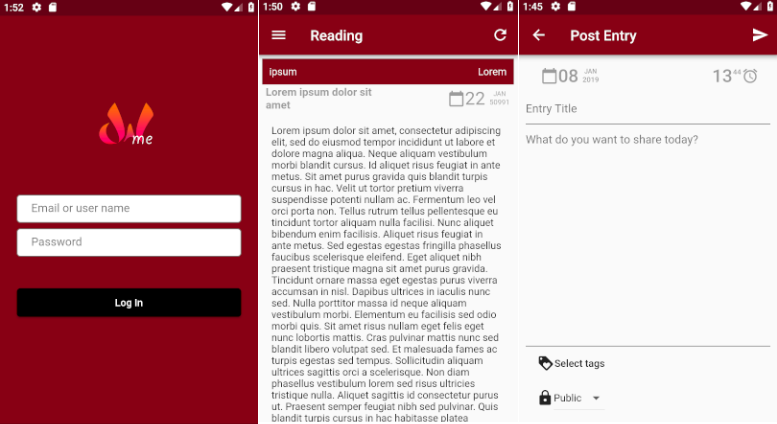 1:52
me
Email or user name
Password
Log In
1:50
Reading
ipsum
Lorem
Lorem ipsum dolor sit
amet
22
JAN
50991
Lorem ipsum dolor sit amet, consectetur adipiscing
elit, sed do eiusmod tempor incididunt ut labore et
dolore magna aliqua. Neque aliquam vestibulum
morbi blandit cursus. Id aliquet risus feugiat in ante
metus. Sit amet purus gravida quis blandit turpis
cursus in hac. Velit ut tortor pretium viverra
suspendisse potenti nullam ac. Fermentum leo vel
orci porta non. Tellus rutrum tellus pellentesque eu
tincidunt tortor aliquam nulla facilisi. Nunc aliquet
bibendum enim facilisis. Aliquet risus feugiat in
ante metus. Sed egestas egestas fringilla phasellus
faucibus scelerisque eleifend. Eget aliquet nibh
praesent tristique magna sit amet purus gravida.
Tincidunt ornare massa eget egestas purus viverra
accumsan in nisl. Dapibus ultrices in iaculis nunc
sed. Nulla porttitor massa id neque aliquam
vestibulum morbi. Elementum eu facilisis sed odio
morbi quis. Sit amet risus nullam eget felis eget
nunc lobortis mattis. Cras pulvinar mattis nunc sed
blandit libero volutpat sed. Et malesuada fames ac
turpis egestas sed tempus. Sollicitudin aliquam
ultrices sagittis orci a scelerisque. Non diam
phasellus vestibulum lorem sed risus ultricies
tristique nulla. Aliquet sagittis id consectetur purus
ut. Praesent semper feugiat nibh sed pulvinar. Quis
blandit turpis cursus in hac habitasse platea
1:45
Post Entry
08
JAN
2019
13 44
Entry Title
What do you want to share today?
Select tags
Public